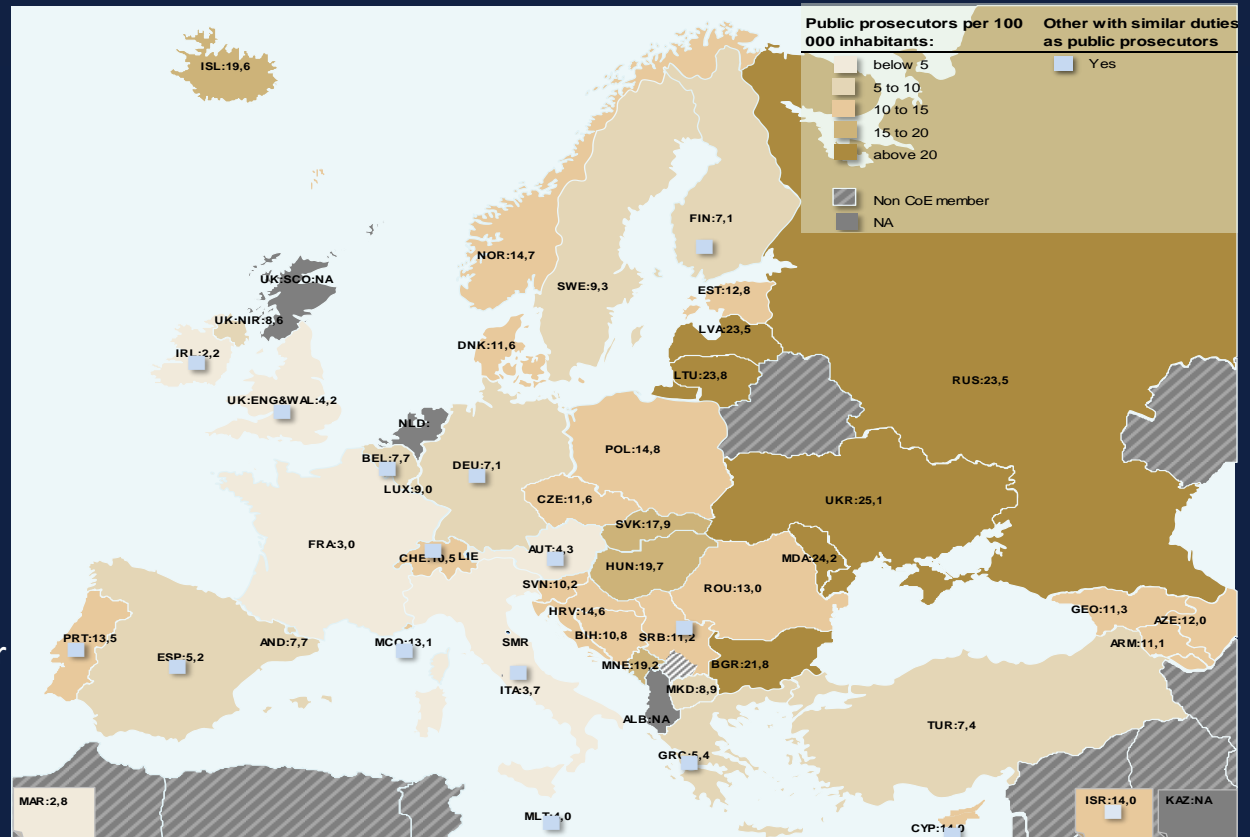 Public prosecutors per 100
000 inhabitants:
Other with similar duties
as public prosecutors
below 5
Yes
5 to 10
10 to 15
15 to 20
above 20
Non CoE member
NA
ISL:19,6
FIN:7,1
NOR:14,7
UK:SCO:NA
SWE:9,3
EST:12,8
UK:NIR:8,6
LVA:23,5
DNK:11,6
IRL:2,2
LTU:23,8
RUS:23,5
UK:ENG&WAL:4,2
NLD:
POL:14,8
BEL:7,7
DEU:7,1
LUX:9,0
CZE:11,6
UKR:25,1
SVK:17,9
FRA:3,0
AUT:4,3
CHE:10,5
LIE
MDA:24,2
HUN:19,7
SVN:10,2
ROU:13,0
HRV:14,6
GEO:11,3
AZE:12,0
PRT:13,5
AND:7,7
MCO:13,1
SMR
BIH:10,8
SRB:11,2
ARM:11,1
ESP:5,2
MNE:19,2
BGR:21,8
ITA:3,7
MKD:8,9
ALB:NA
TUR:7,4
GRC:5,4
MAR:2,8
ISR:14,0
KAZ:NA